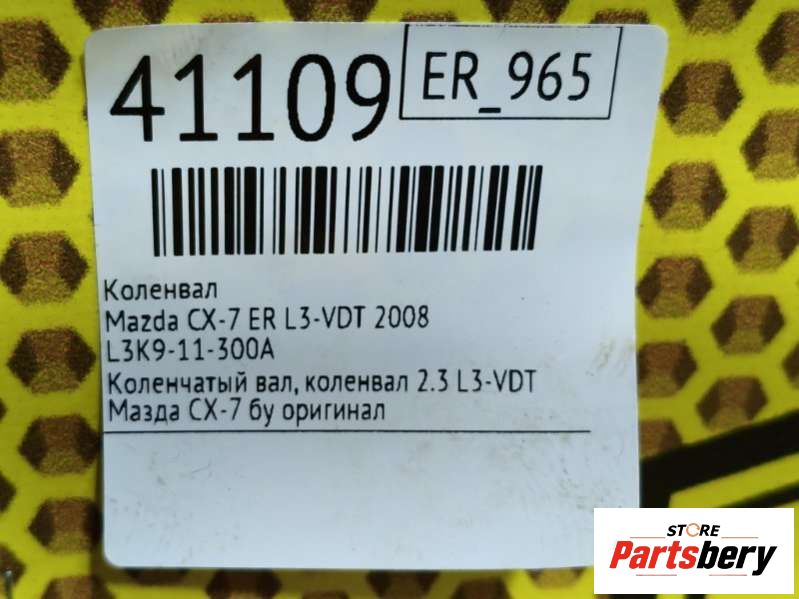 41109
ER_965
Коленвал
Mazda CX-7 ER L3-VDT 2008
L3K9-11-300A
Коленчатый вал, коленвал 2.3 L3-VDT
Мазда СХ-7 бу оригинал
STORE
Partsbery